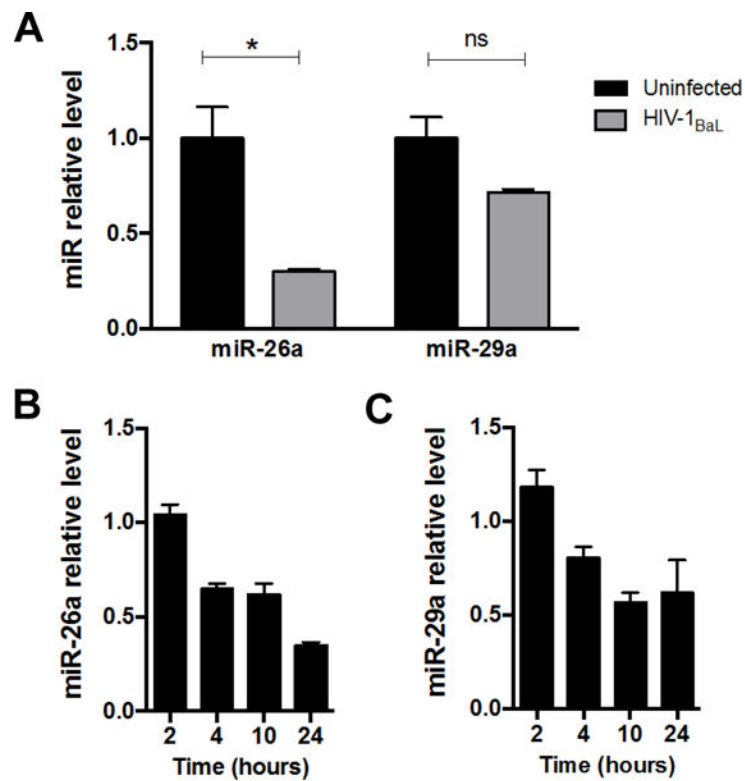 A
miR relative level
1.5
1.0
0.5
0.0
*
ns
miR-26a
miR-29a
Uninfected
HIV-1BaL
B
miR-26a relative level
1.5
1.0
0.5
0.0
2 4 10 24
Time (hours)
C
miR-29a relative level
1.5
1.0
0.5
0.0
2 4 10 24
Time (hours)